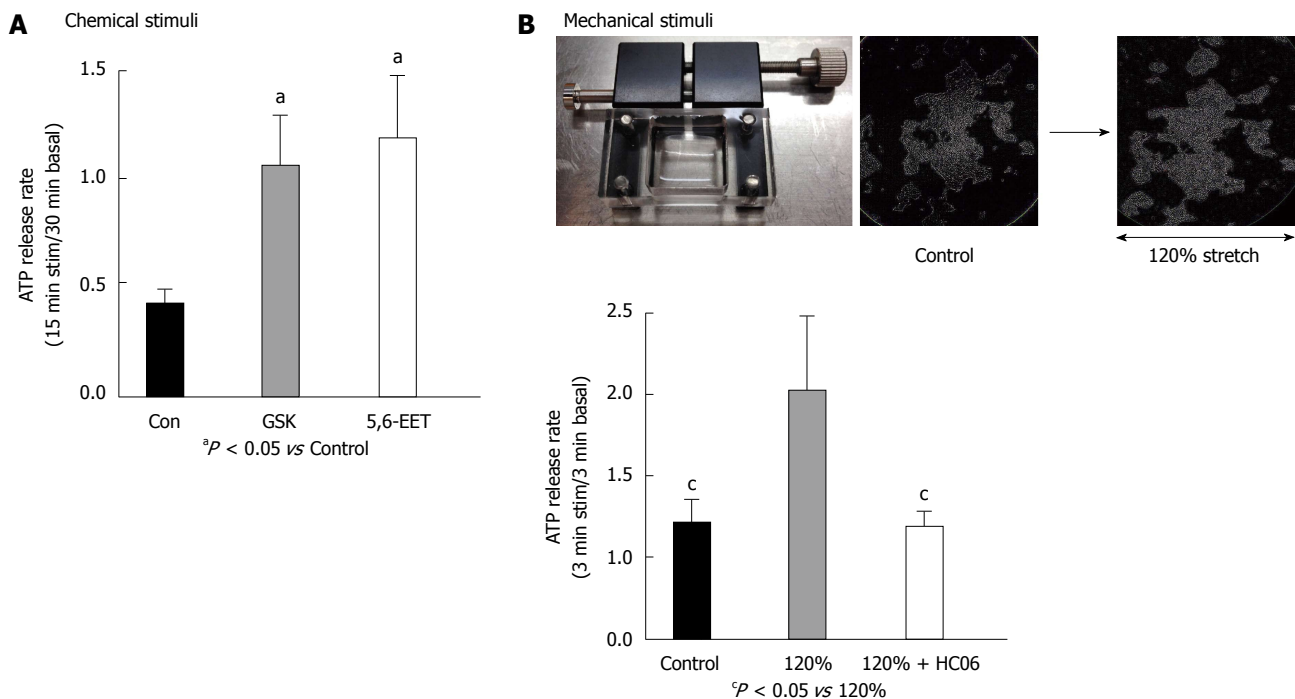 A Chemical stimuli
ATP release rate
(15 min stim/30 min basal)
1.5
1.0
0.5
0.0
a
a
Con GSK 5,6-EET
ᵃP < 0.05 vs Control
B Mechanical stimuli
Control
120% stretch
ATP release rate
(3 min stim/3 min basal)
2.5
2.0
1.5
1.0
0.0
c
c
Control 120% 120% + HC06
ᶜP < 0.05 vs 120%